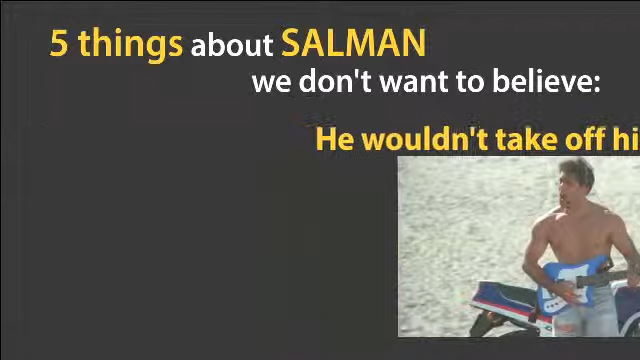 5 things about SALMAN
we don't want to believe:
He wouldn't take off hi